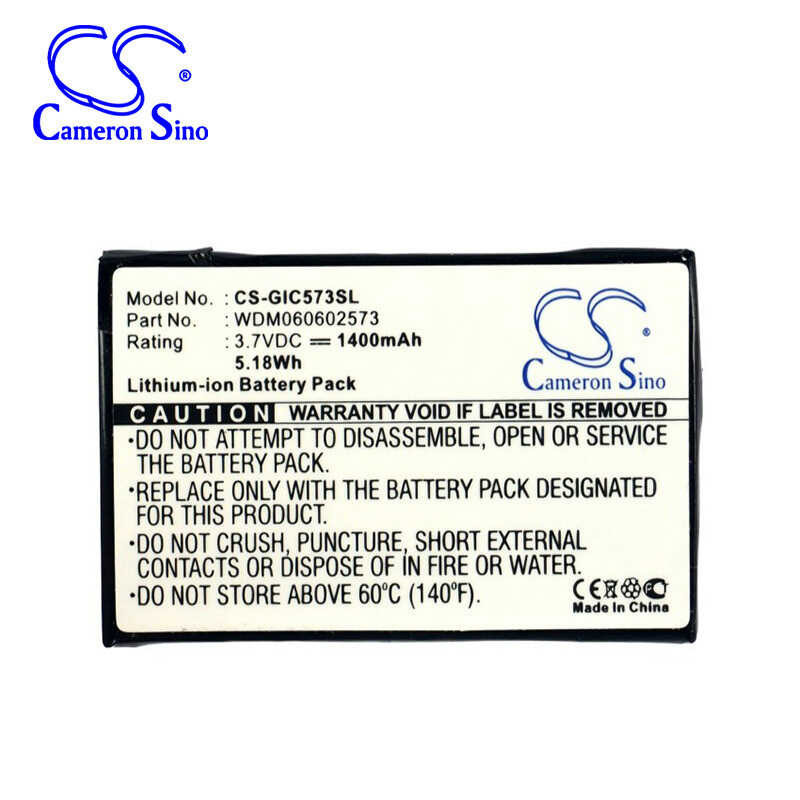 CS®
Cameron Sino
Model No. : CS-GIC573SL
Part No. : WDM060602573
Rating : 3.7VDC ⎓ 1400mAh
5.18Wh
Lithium-ion Battery Pack
CS®
Cameron Sino
CAUTION WARRANTY VOID IF LABEL IS REMOVED
•DO NOT ATTEMPT TO DISASSEMBLE, OPEN OR SERVICE
THE BATTERY PACK.
•REPLACE ONLY WITH THE BATTERY PACK DESIGNATED
FOR THIS PRODUCT.
•DO NOT CRUSH, PUNCTURE, SHORT EXTERNAL
CONTACTS OR DISPOSE OF IN FIRE OR WATER.
•DO NOT STORE ABOVE 60°C (140°F).
CE
Made in China